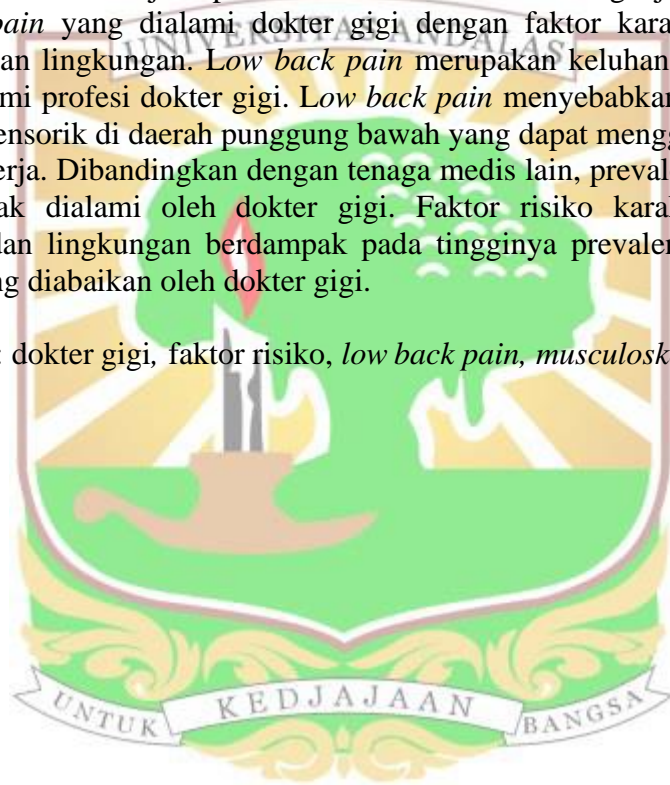 pain yang dialami dokter gigi dengan faktor kara
an lingkungan. Low back pain merupakan keluhan
mi profesi dokter gigi. Low back pain menyebabkan
ensorik di daerah punggung bawah yang dapat mengg
erja. Dibandingkan dengan tenaga medis lain, preval
ak dialami oleh dokter gigi. Faktor risiko karal
dan lingkungan berdampak pada tingginya prevaler
ng diabaikan oleh dokter gigi.
: dokter gigi, faktor risiko, low back pain, musculosk
UNIVERSITAS ANDALAS
UNTUK KEDJAJAAN BANGSA